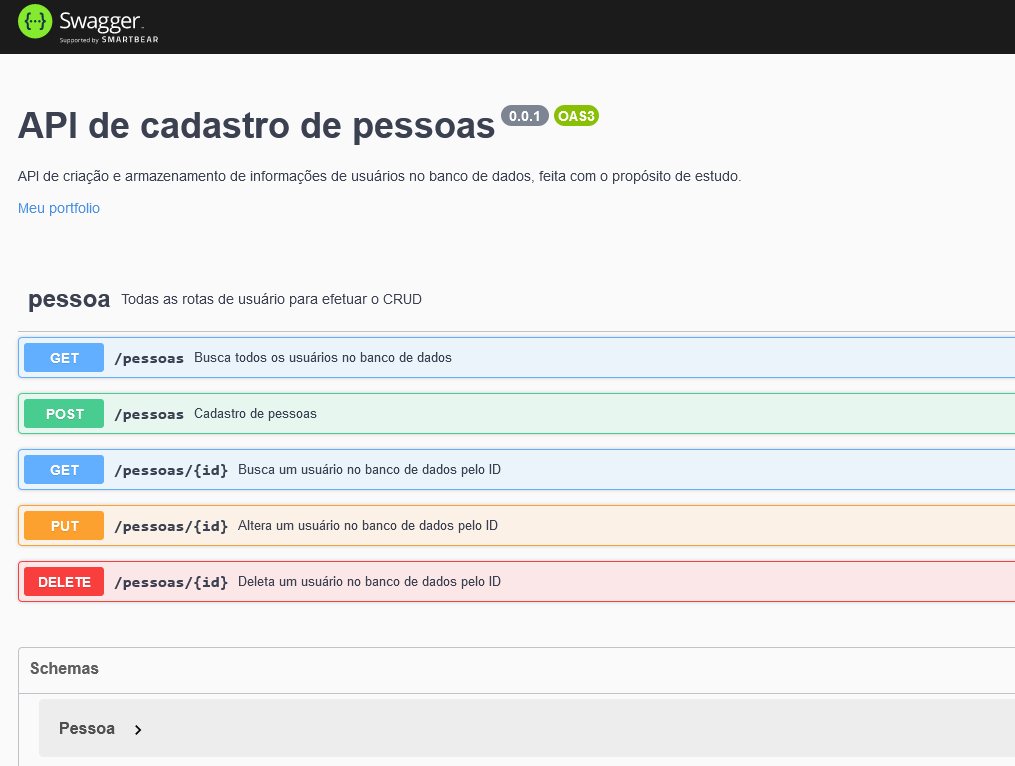 Swagger
Supported by SMARTBEAR
API de cadastro de pessoas 0.0.1 OAS3
API de criação e armazenamento de informações de usuários no banco de dados, feita com o propósito de estudo.
Meu portfolio
pessoa Todas as rotas de usuário para efetuar o CRUD
GET /pessoas Busca todos os usuários no banco de dados
POST /pessoas Cadastro de pessoas
GET /pessoas/{id} Busca um usuário no banco de dados pelo ID
PUT /pessoas/{id} Altera um usuário no banco de dados pelo ID
DELETE /pessoas/{id} Deleta um usuário no banco de dados pelo ID
Schemas
Pessoa